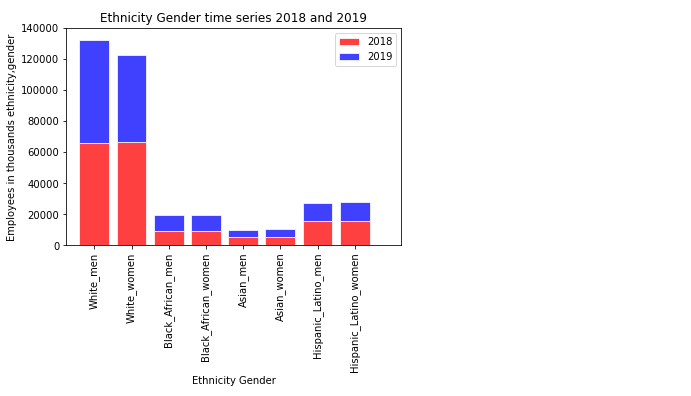 Ethnicity Gender time series 2018 and 2019
2018
2019
Employees in thousands ethnicity,gender
140000
120000
100000
80000
60000
40000
20000
0
White_men
White_women
Black_African_men
Black_African_women
Asian_men
Asian_women
Hispanic_Latino_men
Hispanic_Latino_women
Ethnicity Gender